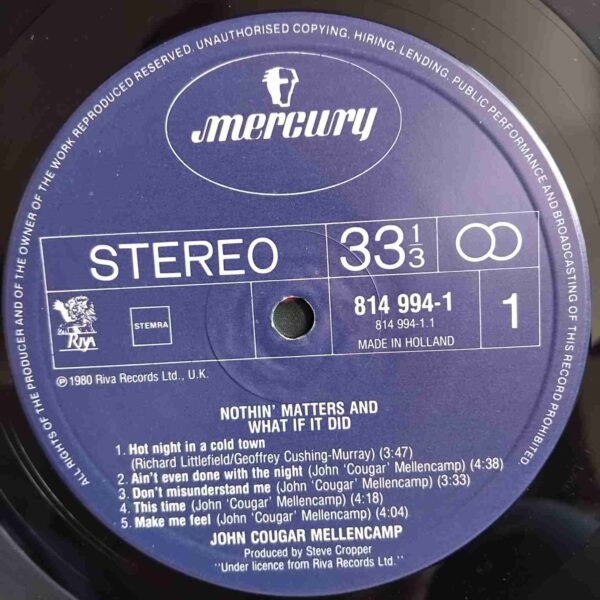 ALL RIGHTS OF THE PRODUCER AND OF THE OWNER OF THE WORK REPRODUCED RESERVED. UNAUTHORISED COPYING, HIRING, LENDING, PUBLIC PERFORMANCE AND BROADCASTING OF THIS RECORD PROHIBITED.
mercury
STEREO
33 1/3
814 994-1
814 994-1.1
MADE IN HOLLAND
1
Riva
STEMRA
℗ 1980 Riva Records Ltd., U.K.
NOTHIN' MATTERS AND
WHAT IF IT DID
1. Hot night in a cold town
(Richard Littlefield/Geoffrey Cushing-Murray) (3:47)
2. Ain't even done with the night (John 'Cougar' Mellencamp) (4:38)
3. Don't misunderstand me (John 'Cougar' Mellencamp) (3:33)
4. This time (John 'Cougar' Mellencamp) (4:18)
5. Make me feel (John 'Cougar' Mellencamp) (4:04)
JOHN COUGAR MELLENCAMP
Produced by Steve Cropper
"Under licence from Riva Records Ltd."